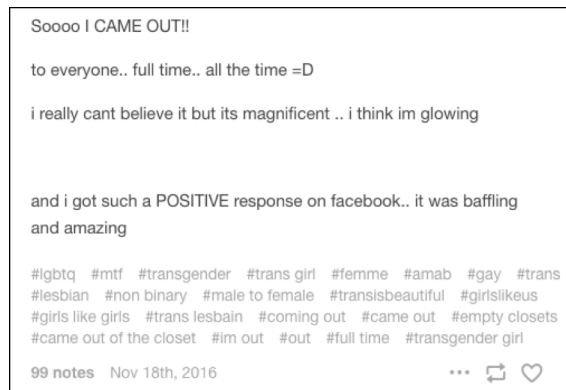 Soooo I CAME OUT!!
to everyone.. full time.. all the time =D
i really cant believe it but its magnificent .. i think im glowing
and i got such a POSITIVE response on facebook.. it was baffling
and amazing
#lgbtq #mtf #transgender #trans girl #femme #amab #gay #trans
#lesbian #non binary #male to female #transisbeautiful #girlslikeus
#girls like girls #trans lesbain #coming out #came out #empty closets
#came out of the closet #im out #out #full time #transgender girl
99 notes Nov 18th, 2016